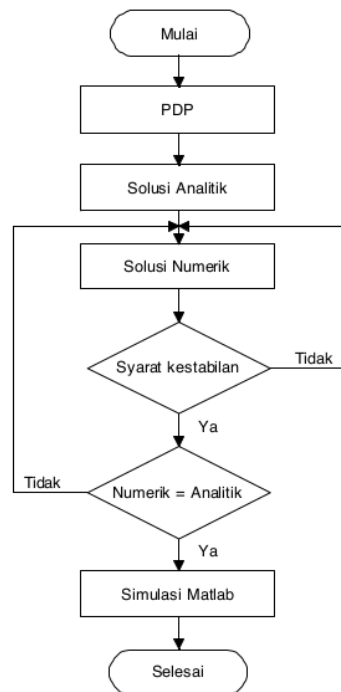 Mulai
PDP
Solusi Analitik
Solusi Numerik
Syarat kestabilan
Tidak
Ya
Tidak
Numerik = Analitik
Ya
Simulasi Matlab
Selesai